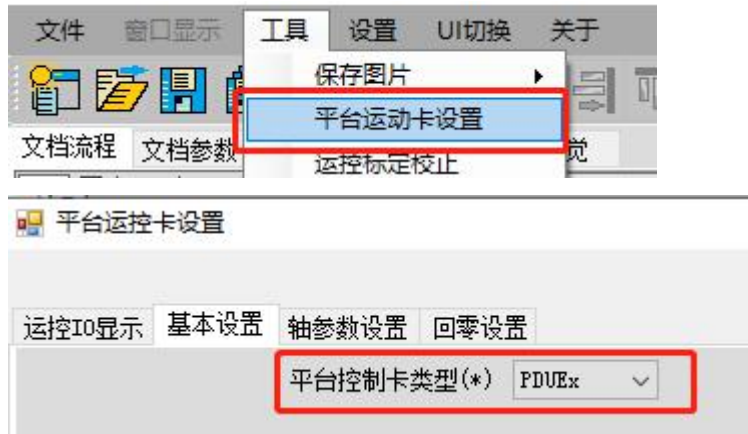 文件 窗口显示 工具 设置 UI切换 关于
保存图片
平台运动卡设置
文档流程 文档参数 觉
运控标定校止
平台运控卡设置
运控IO显示 基本设置 轴参数设置 回零设置
平台控制卡类型(*) PDUEx